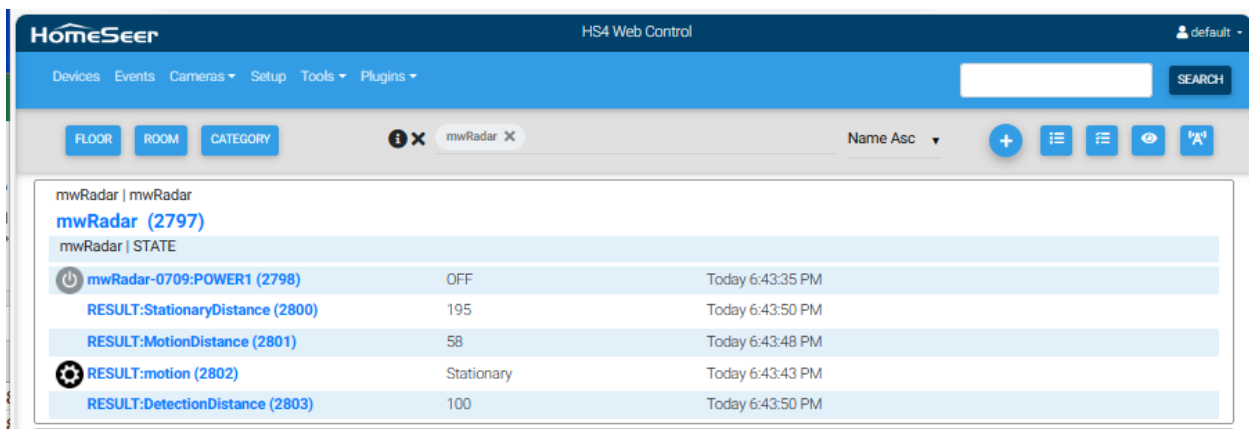 HomeSeer HS4 Web Control default
Devices Events Cameras Setup Tools Plugins SEARCH
FLOOR ROOM CATEGORY mwRadar Name Asc
mwRadar | mwRadar
mwRadar (2797)
mwRadar | STATE
mwRadar-0709:POWER1 (2798) OFF Today 6:43:35 PM
RESULT:StationaryDistance (2800) 195 Today 6:43:50 PM
RESULT:MotionDistance (2801) 58 Today 6:43:48 PM
RESULT:motion (2802) Stationary Today 6:43:43 PM
RESULT:DetectionDistance (2803) 100 Today 6:43:50 PM